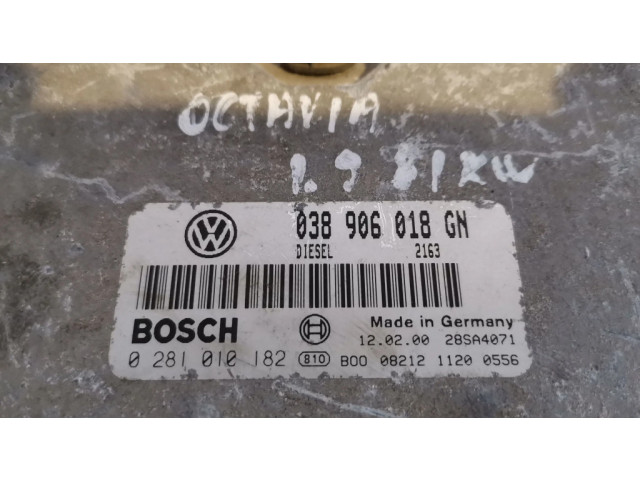 OCTAVIA
1.9 81KW
VW
038 906 018 GN
DIESEL 2163
BOSCH
Made in Germany
12.02.00 28SA4071
0 281 010 182 810 B00 08212 1120 0556